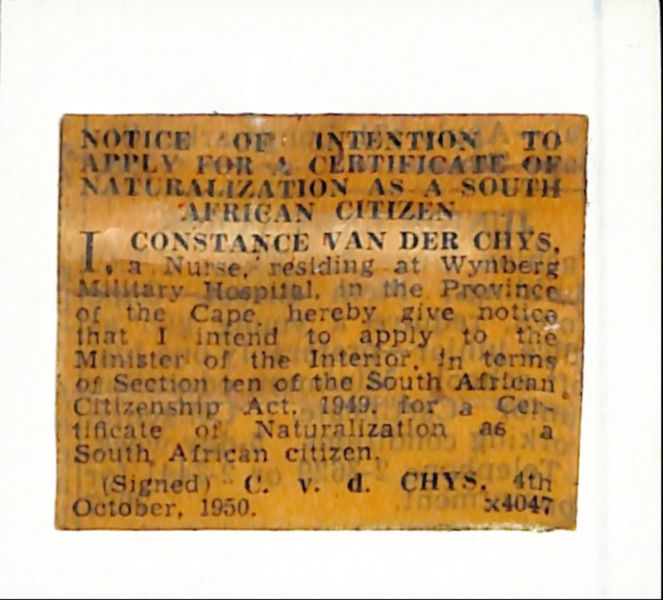 NOTICE OF INTENTION TO
APPLY FOR A CERTIFICATE OF
NATURALIZATION AS A SOUTH
AFRICAN CITIZEN
I, CONSTANCE VAN DER CHYS,
a Nurse, residing at Wynberg
Military Hospital, in the Province
of the Cape, hereby give notice
that I intend to apply to the
Minister of the Interior, in terms
of Section ten of the South African
Citizenship Act, 1949, for a Cer-
tificate of Naturalization as a
South African citizen.
(Signed) C. v. d. CHYS, 4th
October, 1950. x4047